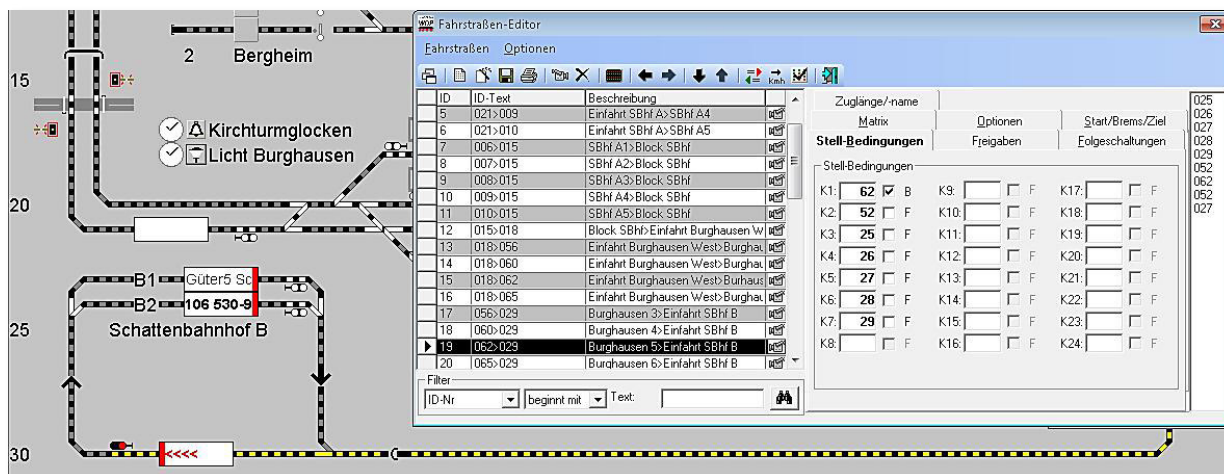 2 Bergheim
15
Kirchturmglocken
Licht Burghausen
20
B1 Güter5 Sc
B2 106 530-9
Schattenbahnhof B
25
30
<<<<
Fahrstraßen-Editor
Fahrstraßen Optionen
Kmh
ID ID-Text Beschreibung
5 021>009 Einfahrt SBhf A>SBhf A4
6 021>010 Einfahrt SBhf A>SBhf A5
7 006>015 SBhf A1>Block SBhf
8 007>015 SBhf A2>Block SBhf
9 008>015 SBhf A3>Block SBhf
10 009>015 SBhf A4>Block SBhf
11 010>015 SBhf A5>Block SBhf
12 015>018 Block SBhf>Einfahrt Burghausen W
13 018>056 Einfahrt Burghausen West>Burghau
14 018>060 Einfahrt Burghausen West>Burghau
15 018>062 Einfahrt Burghausen West>Burhaus
16 018>065 Einfahrt Burghausen West>Burghau
17 056>029 Burghausen 3>Einfahrt SBhf B
18 060>029 Burghausen 4>Einfahrt SBhf B
19 062>029 Burghausen 5>Einfahrt SBhf B
20 065>029 Burghausen 6>Einfahrt SBhf B
Filter
ID-Nr beginnt mit Text:
Zuglänge/-name
Matrix Optionen Start/Brems/Ziel
Stell-Bedingungen Freigaben Folgeschaltungen
Stell-Bedingungen
K1: 62 B K9: F K17: F
K2: 52 F K10: F K18: F
K3: 25 F K11: F K19: F
K4: 26 F K12: F K20: F
K5: 27 F K13: F K21: F
K6: 28 F K14: F K22: F
K7: 29 F K15: F K23: F
K8: F K16: F K24: F
025
026
027
028
029
052
062
052
027